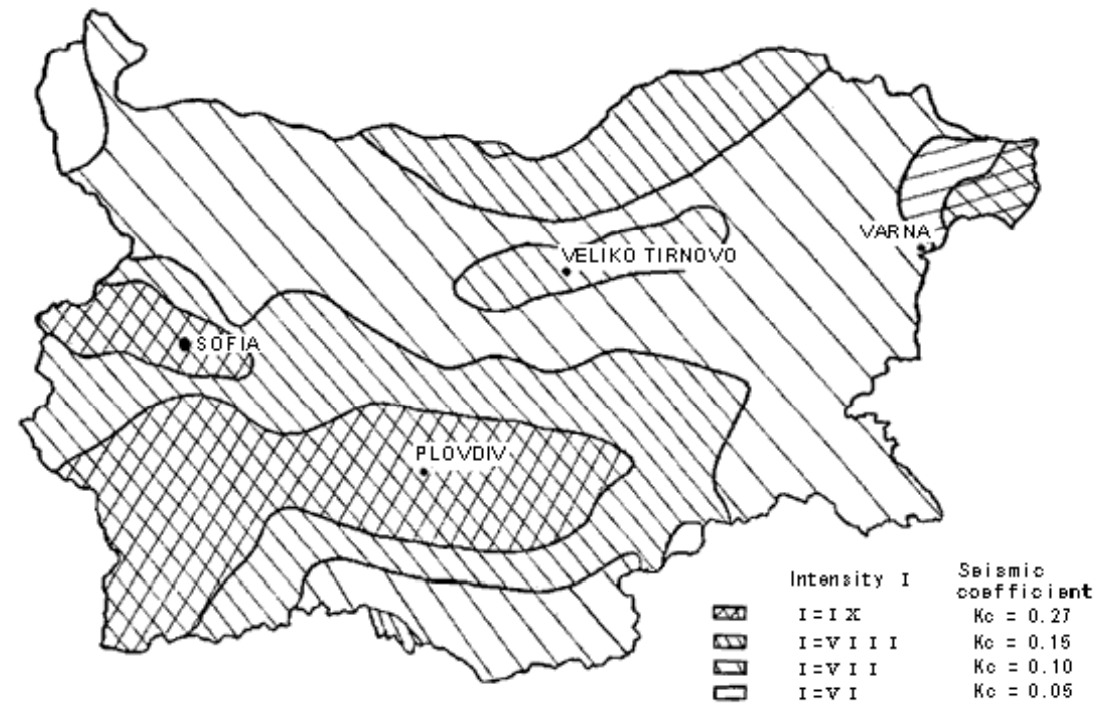 VARNA
VELIKO TIRNOVO
SOFIA
PLOVDIV
Intensity I Seismic
coefficient
I=IX Kc = 0.27
I=VIII Kc = 0.15
I=VII Kc = 0.10
I=VI Kc = 0.05